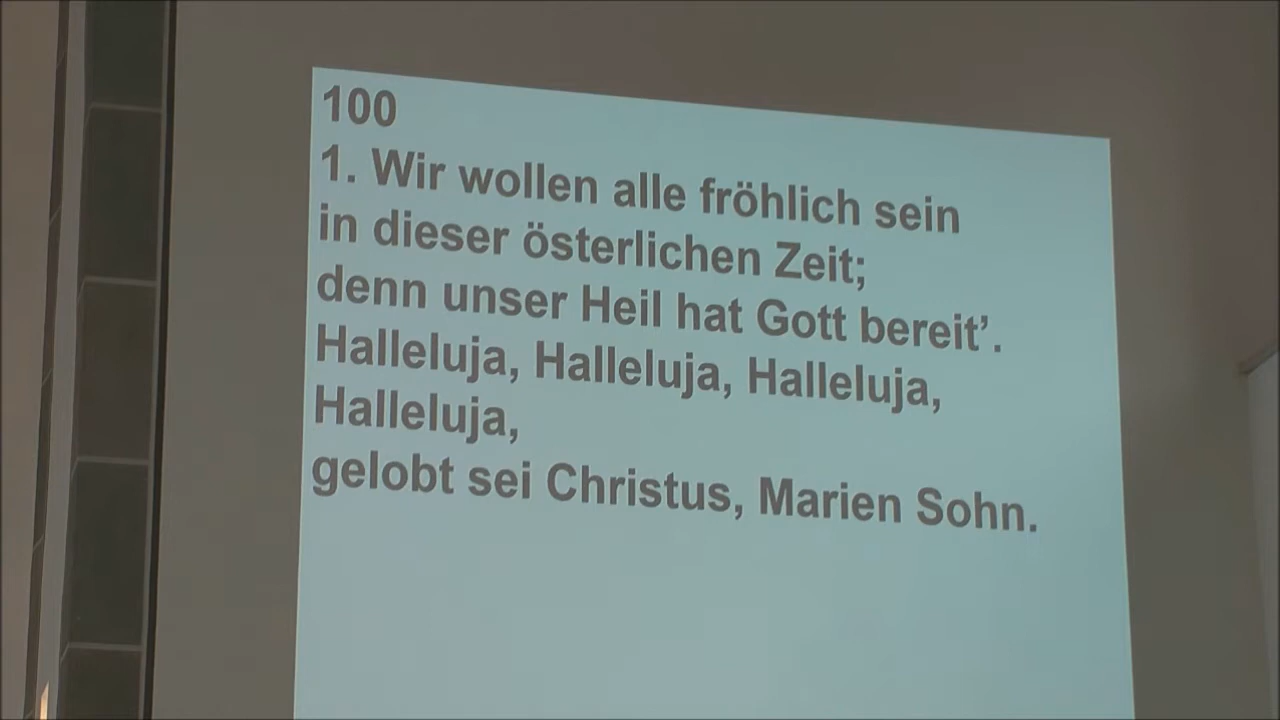 100
1. Wir wollen alle fröhlich sein
in dieser österlichen Zeit;
denn unser Heil hat Gott bereit’.
Halleluja, Halleluja, Halleluja,
Halleluja,
gelobt sei Christus, Marien Sohn.